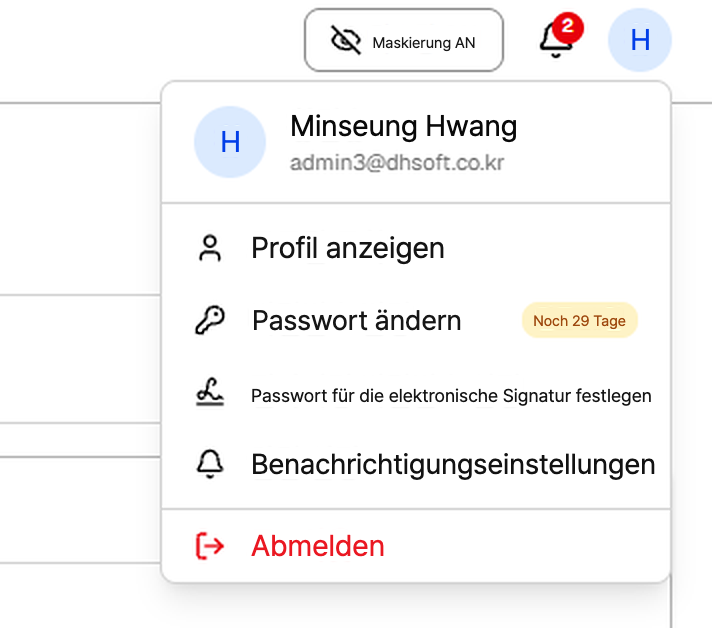 Maskierung AN
2
H
H
Minseung Hwang
admin3@dhsoft.co.kr
Profil anzeigen
Passwort ändern
Noch 29 Tage
Passwort für die elektronische Signatur festlegen
Benachrichtigungseinstellungen
Abmelden